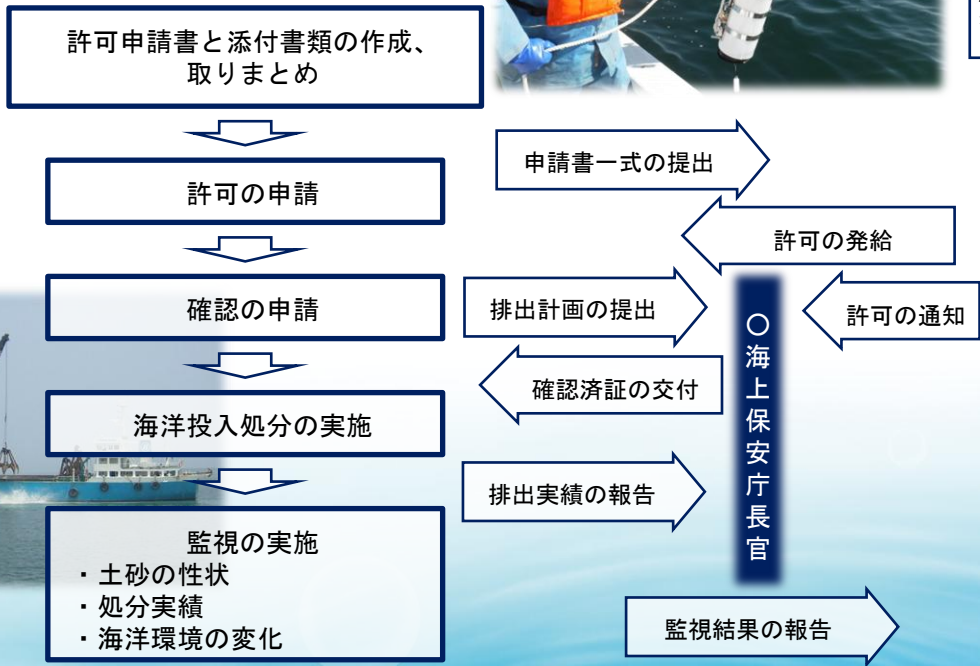 許可申請書と添付書類の作成、
取りまとめ
許可の申請
申請書一式の提出
許可の発給
確認の申請
排出計画の提出
許可の通知
確認済証の交付
海洋投入処分の実施
排出実績の報告
〇海上保安庁長官
監視の実施
・土砂の性状
・処分実績
・海洋環境の変化
監視結果の報告